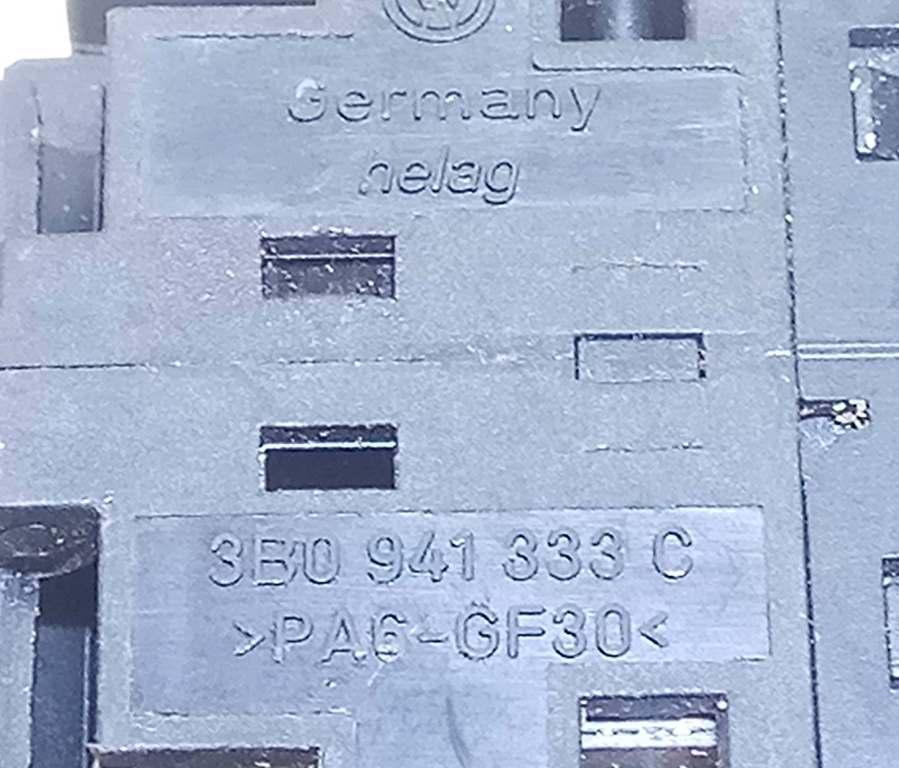 Germany
helag
3B0 941 333 C
>PA6-GF30<